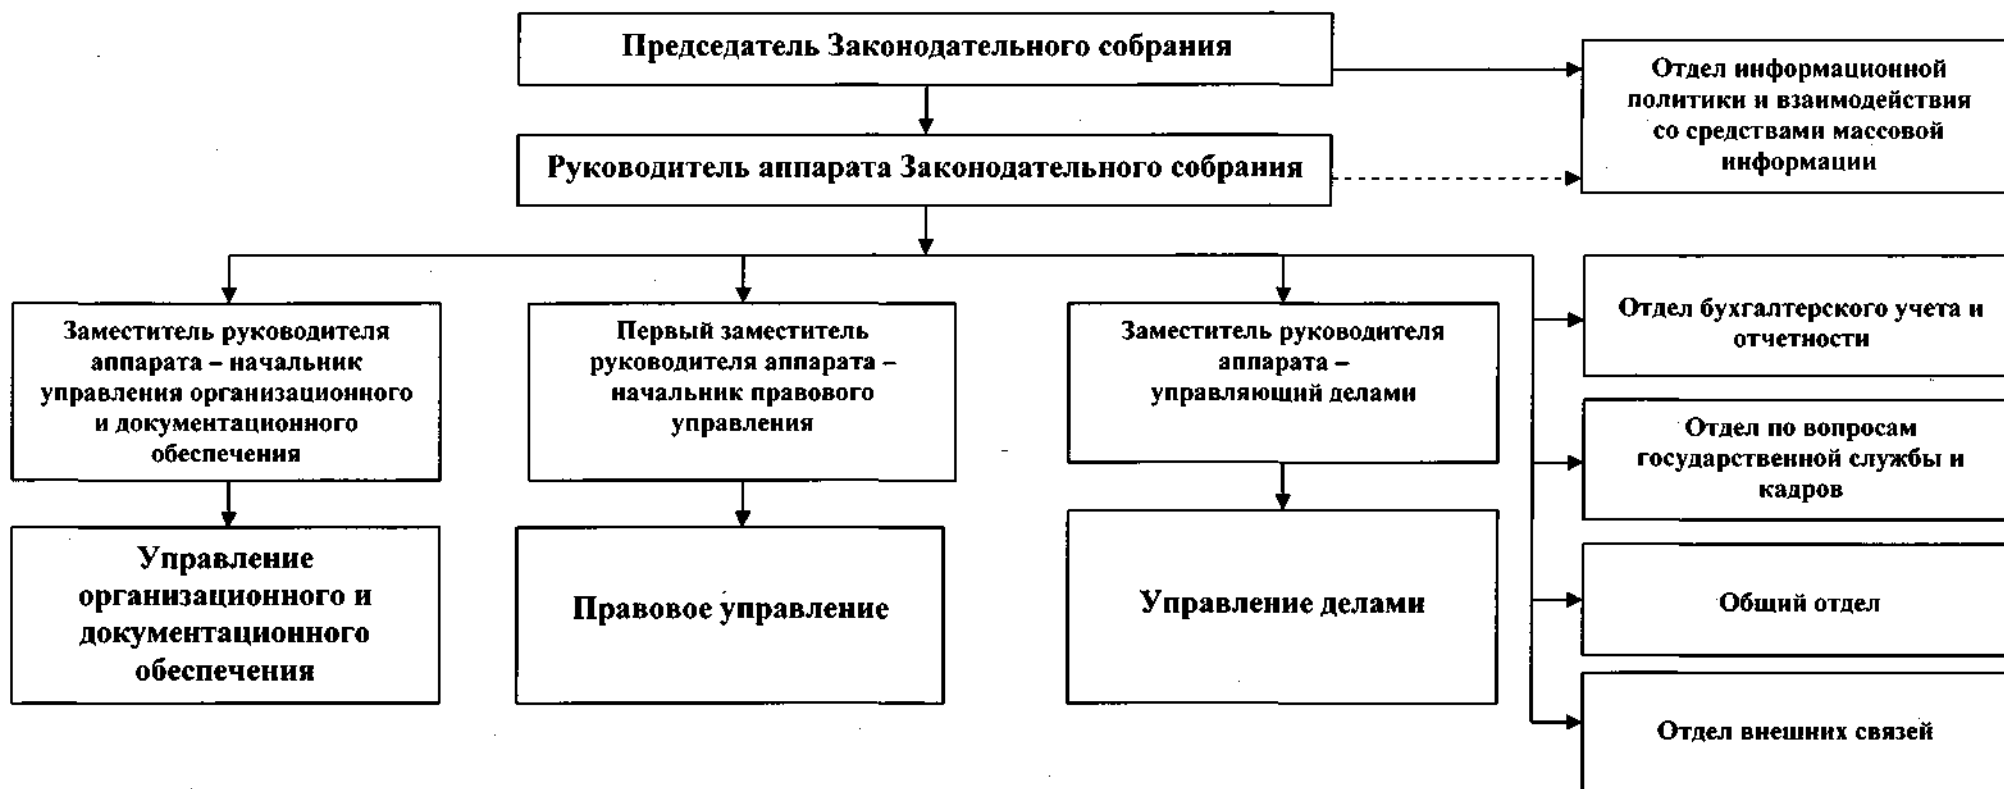 Председатель Законодательного собрания
Отдел информационной
политики и взаимодействия
со средствами массовой
информации
Руководитель аппарата Законодательного собрания
Заместитель руководителя
аппарата – начальник
управления организационного
и документационного
обеспечения
Первый заместитель
руководителя аппарата –
начальник правового
управления
Заместитель руководителя
аппарата –
управляющий делами
Отдел бухгалтерского учета и
отчетности
Отдел по вопросам
государственной службы и
кадров
Управление
организационного и
документационного
обеспечения
Правовое управление
Управление делами
Общий отдел
Отдел внешних связей